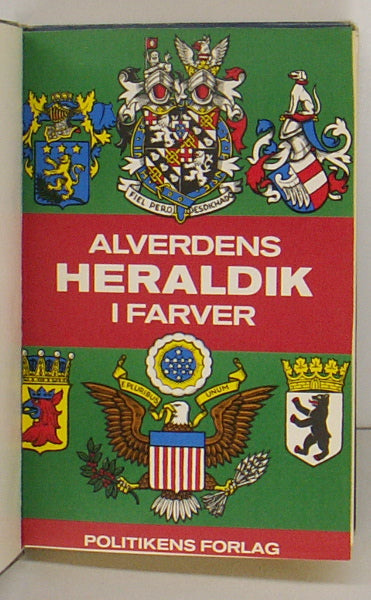 FIEL PERO DESDICHADO
ALVERDENS
HERALDIK
I FARVER
E PLURIBUS UNUM
POLITIKENS FORLAG